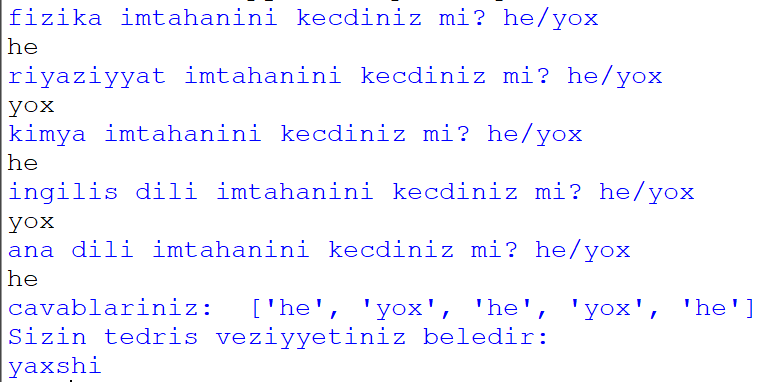 fizika imtahanini kecdiniz mi? he/yox
he
riyaziyyat imtahanini kecdiniz mi? he/yox
yox
kimya imtahanini kecdiniz mi? he/yox
he
ingilis dili imtahanini kecdiniz mi? he/yox
yox
ana dili imtahanini kecdiniz mi? he/yox
he
cavablariniz:  ['he', 'yox', 'he', 'yox', 'he']
Sizin tedris veziyyetiniz beledir:
yaxshi